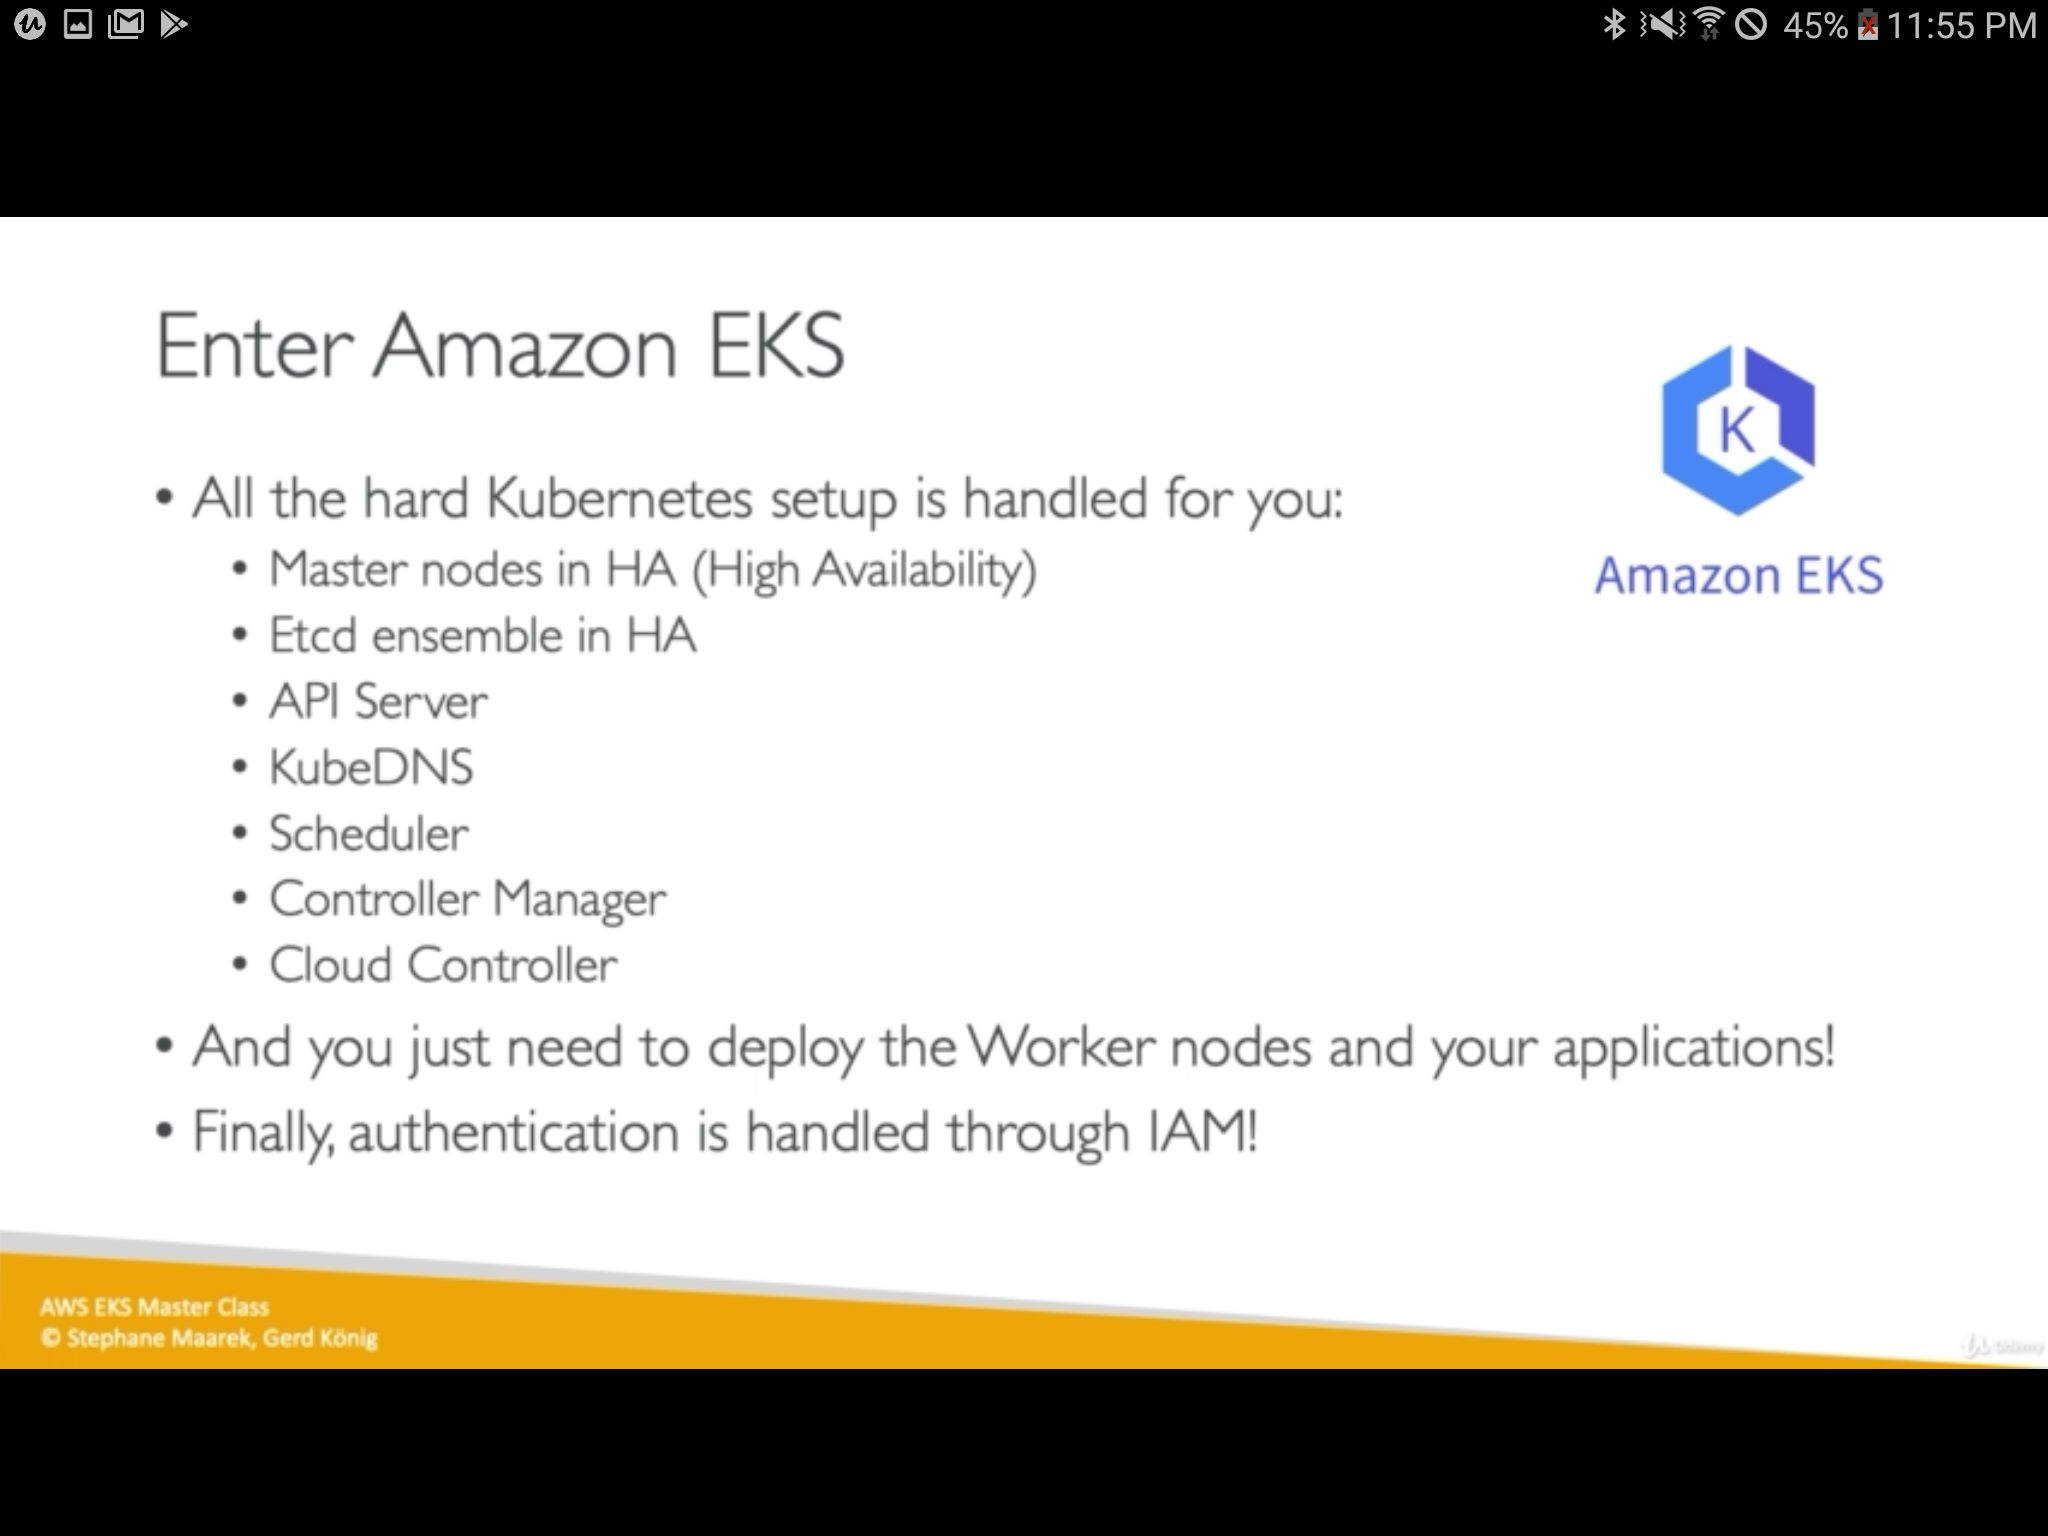 45% 11:55 PM
Enter Amazon EKS
K
Amazon EKS
• All the hard Kubernetes setup is handled for you:
• Master nodes in HA (High Availability)
• Etcd ensemble in HA
• API Server
• KubeDNS
• Scheduler
• Controller Manager
• Cloud Controller
• And you just need to deploy the Worker nodes and your applications!
• Finally, authentication is handled through IAM!
AWS EKS Master Class
© Stephane Maarek, Gerd König
Udemy